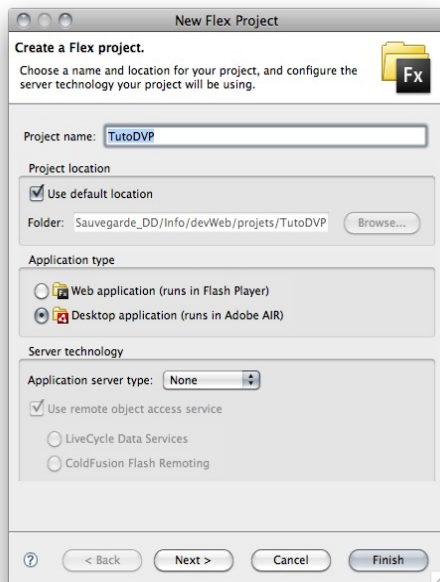 New Flex Project
Create a Flex project.
Choose a name and location for your project, and configure the
server technology your project will be using.
Fx
Project name: TutoDVP
Project location
Use default location
Folder: Sauvegarde_DD/Info/devWeb/projets/TutoDVP Browse...
Application type
Web application (runs in Flash Player)
Desktop application (runs in Adobe AIR)
Server technology
Application server type: None
Use remote object access service
LiveCycle Data Services
ColdFusion Flash Remoting
? < Back Next > Cancel Finish